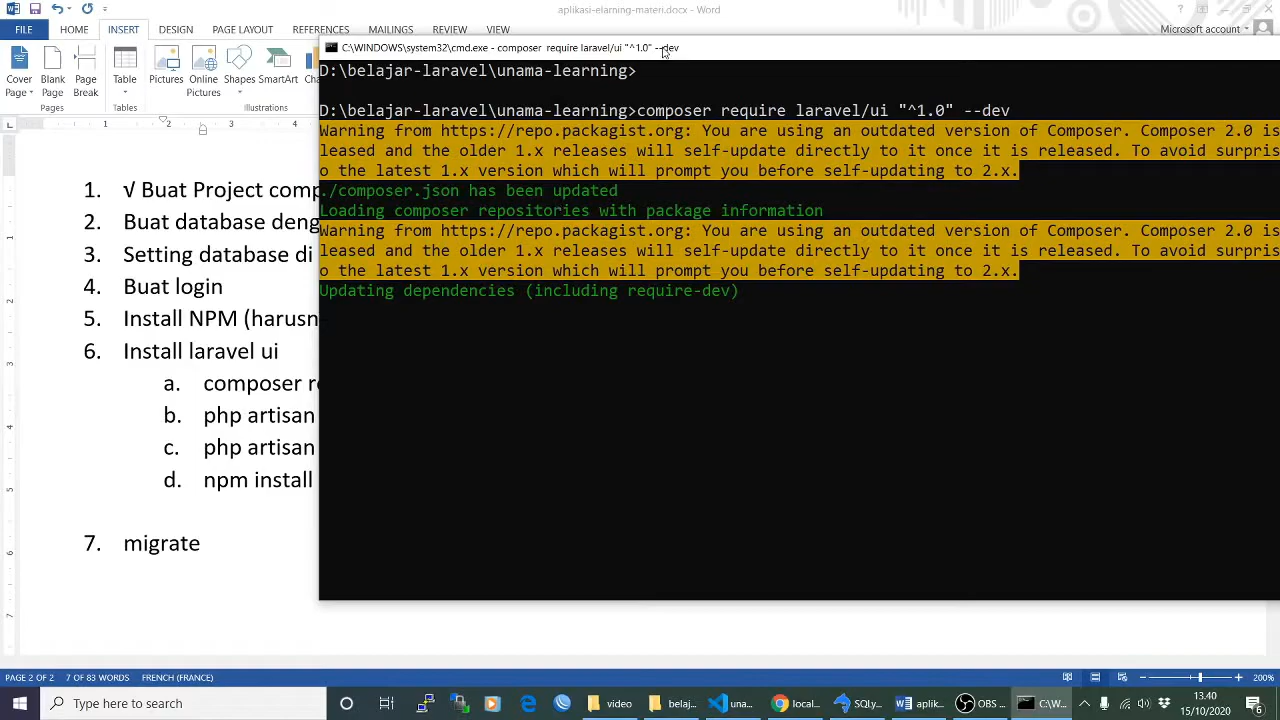 aplikasi-elarning-materi.docx - Word
FILE
HOME
INSERT
DESIGN
PAGE LAYOUT
REFERENCES
MAILINGS
REVIEW
VIEW
Microsoft account
Cover
Page
Blank
Page
Page
Break
Table
Pictures
Online
Pictures
Shapes
SmartArt
Pages
Tables
Illustrations
C:\WINDOWS\system32\cmd.exe - composer require laravel/ui "^1.0" --dev
D:\belajar-laravel\unama-learning>
D:\belajar-laravel\unama-learning>composer require laravel/ui "^1.0" --dev
Warning from https://repo.packagist.org: You are using an outdated version of Composer. Composer 2.0 is
leased and the older 1.x releases will self-update directly to it once it is released. To avoid surpris
o the latest 1.x version which will prompt you before self-updating to 2.x.
./composer.json has been updated
Loading composer repositories with package information
Warning from https://repo.packagist.org: You are using an outdated version of Composer. Composer 2.0 is
leased and the older 1.x releases will self-update directly to it once it is released. To avoid surpris
o the latest 1.x version which will prompt you before self-updating to 2.x.
Updating dependencies (including require-dev)
1. √ Buat Project comp
2. Buat database deng
3. Setting database di
4. Buat login
5. Install NPM (harusn
6. Install laravel ui
a. composer re
b. php artisan
c. php artisan
d. npm install
7. migrate
PAGE 2 OF 2
7 OF 83 WORDS
FRENCH (FRANCE)
200%
Type here to search
video
belaj...
una...
local...
SQLy...
aplik...
OBS ...
C:\W...
13.40
15/10/2020
6